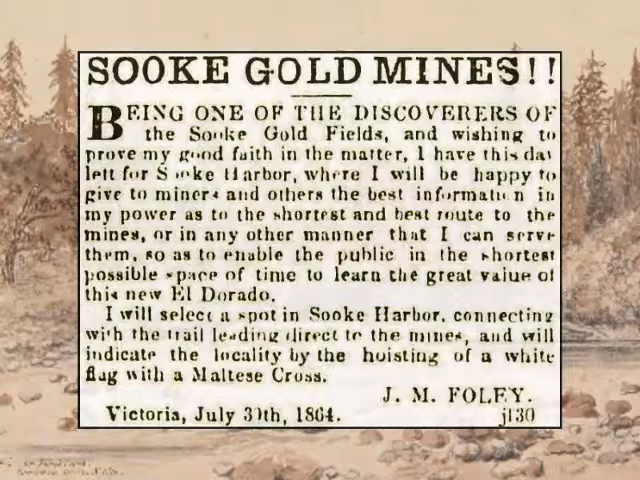 SOOKE GOLD MINES!!
BEING ONE OF THE DISCOVERERS OF
the Sooke Gold Fields, and wishing to
prove my good faith in the matter, I have this day
left for Sooke Harbor, where I will be happy to
give to miners and others the best information in
my power as to the shortest and best route to the
mines, or in any other manner that I can serve
them, so as to enable the public in the shortest
possible space of time to learn the great value of
this new El Dorado.
I will select a spot in Sooke Harbor, connecting
with the trail leading direct to the mines, and will
indicate the locality by the hoisting of a white
flag with a Maltese Cross.
J. M. FOLEY.
Victoria, July 30th, 1864. jl30